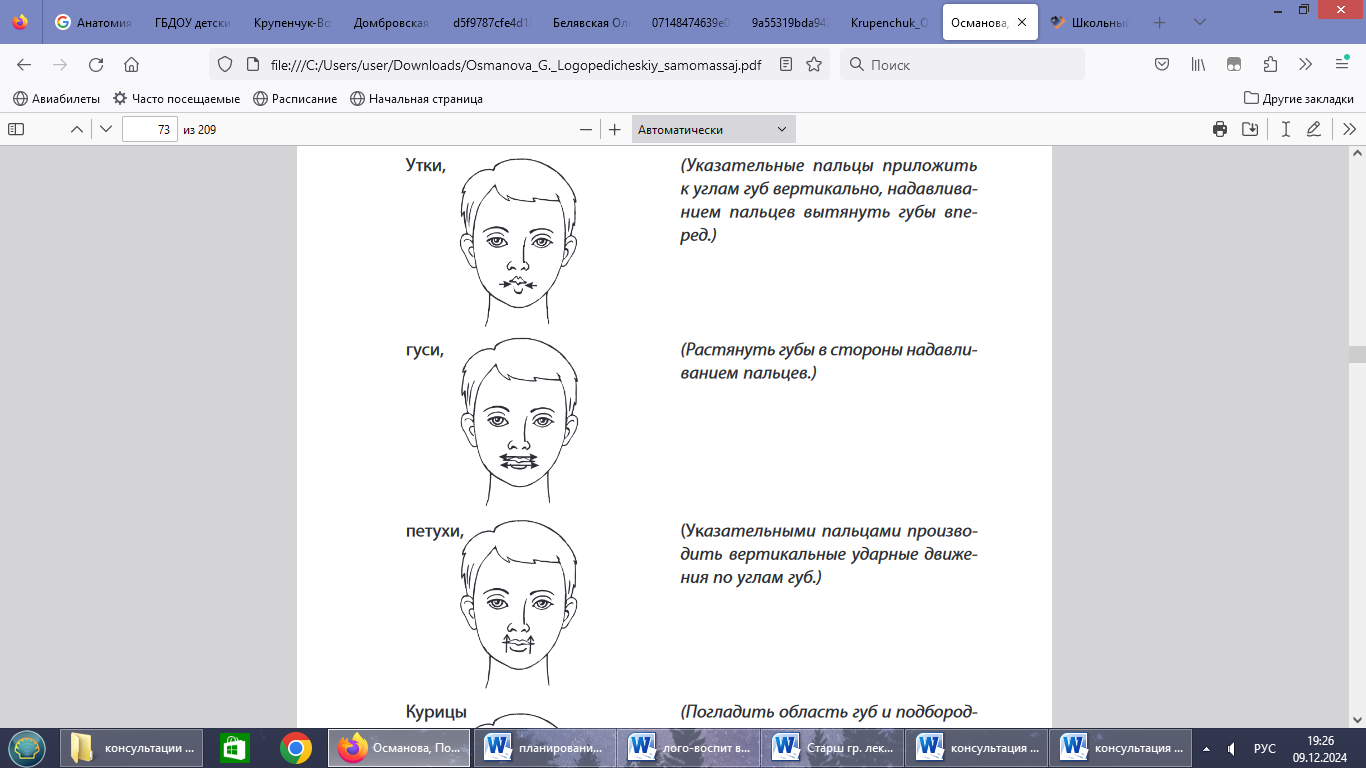 Анатомия
ГБДОУ детски
Крупенчук-Во
Домбровская
d5f9787cfe4d1
Белявская Ол
07148474639e0
9a55319bda943
Krupenchuk_O
Османова,
Школьный
file:///C:/Users/user/Downloads/Osmanova_G._Logopedicheskiy_samomassaj.pdf
Поиск
Авиабилеты
Часто посещаемые
Расписание
Начальная страница
Другие закладки
73
из 209
Автоматически
Утки,
(Указательные пальцы приложить
к углам губ вертикально, надавлива-
нием пальцев вытянуть губы впе-
ред.)
гуси,
(Растянуть губы в стороны надавли-
ванием пальцев.)
петухи,
(Указательными пальцами произво-
дить вертикальные ударные движе-
ния по углам губ.)
Курицы
(Погладить область губ и подбород-
консультации ...
Османова, По...
планировани...
лого-воспит в...
Старш гр. лек...
консультация ...
консультация ...
РУС
19:26
09.12.2024